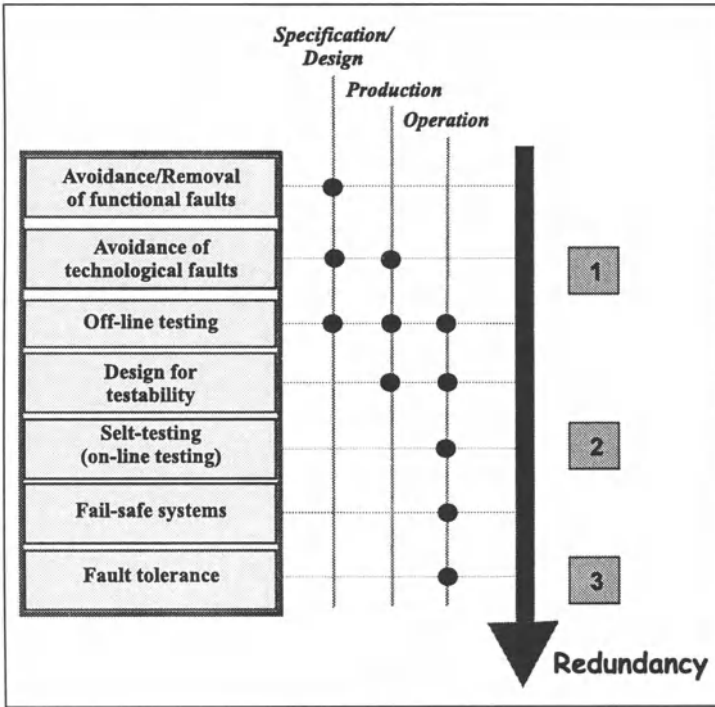 Specification/
Design
Production
Operation
Avoidance/Removal
of functional faults
Avoidance of
technological faults
1
Off-line testing
Design for
testability
Selt-testing
(on-line testing)
2
Fail-safe systems
Fault tolerance
3
Redundancy